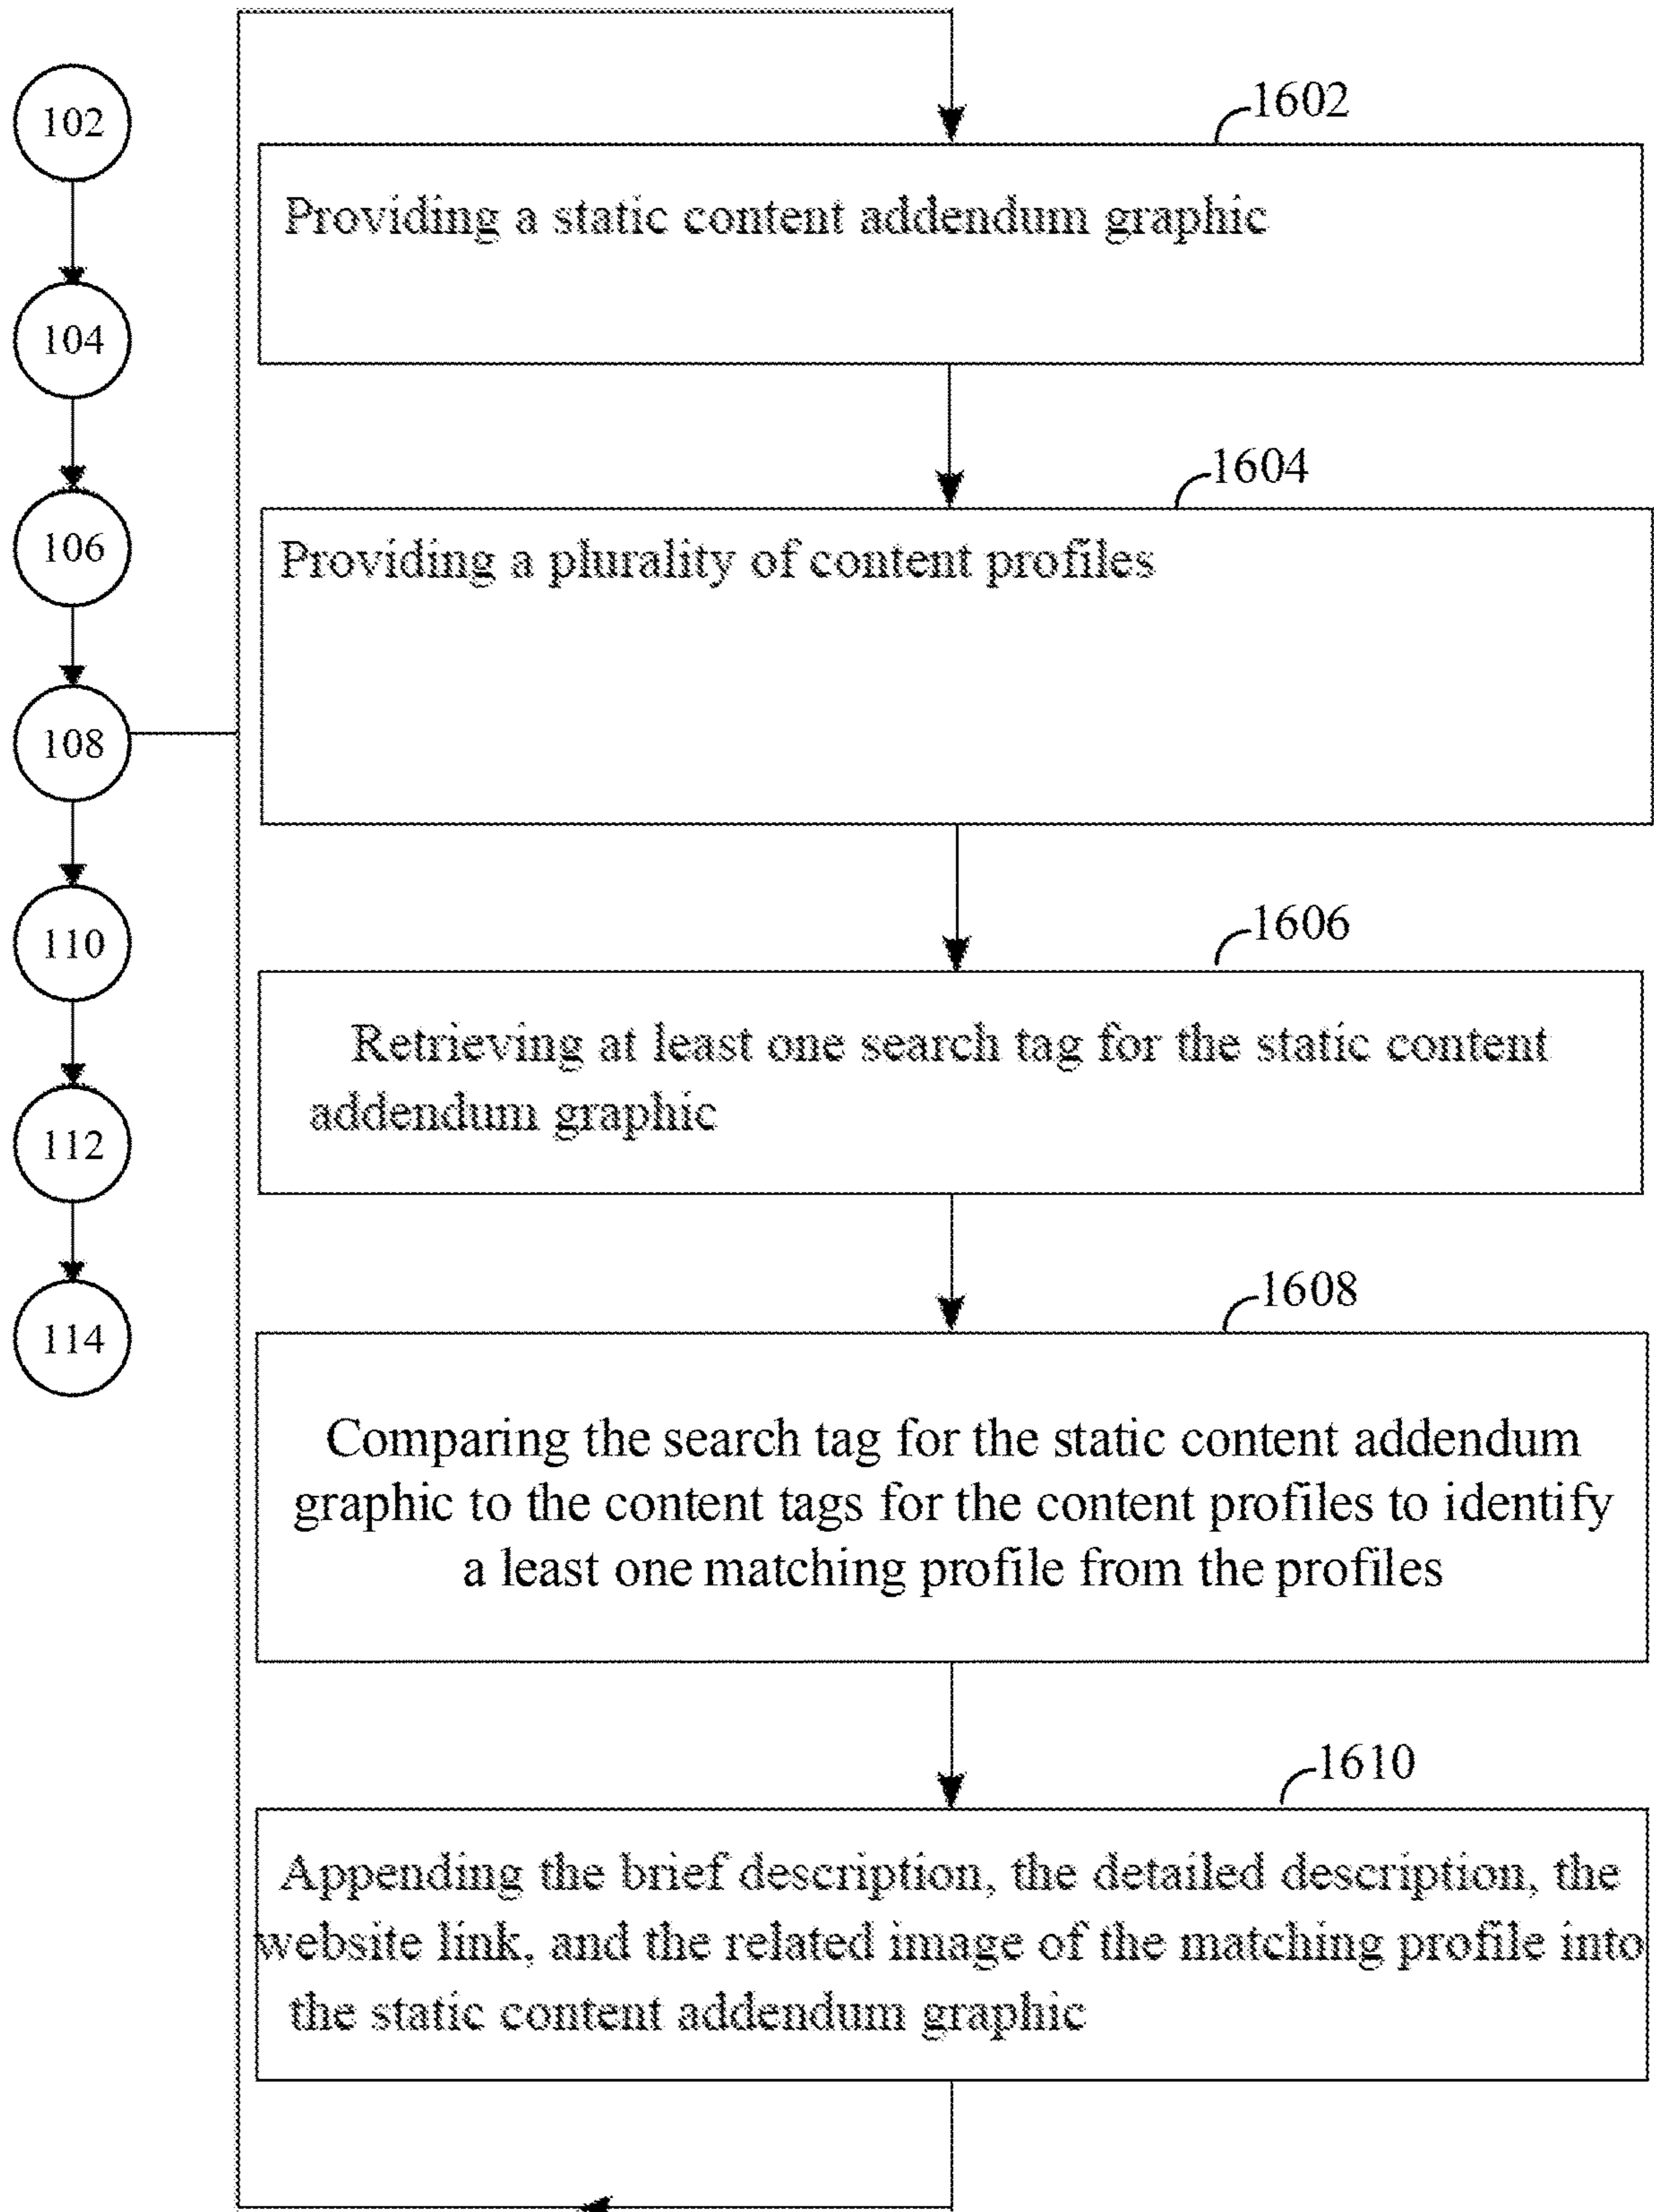 102
104
106
108
110
112
114
1602
Providing a static content addendum graphic
1604
Providing a plurality of content profiles
1606
Retrieving at least one search tag for the static content
addendum graphic
1608
Comparing the search tag for the static content addendum
graphic to the content tags for the content profiles to identify
a least one matching profile from the profiles
1610
Appending the brief description, the detailed description, the
website link, and the related image of the matching profile into
the static content addendum graphic